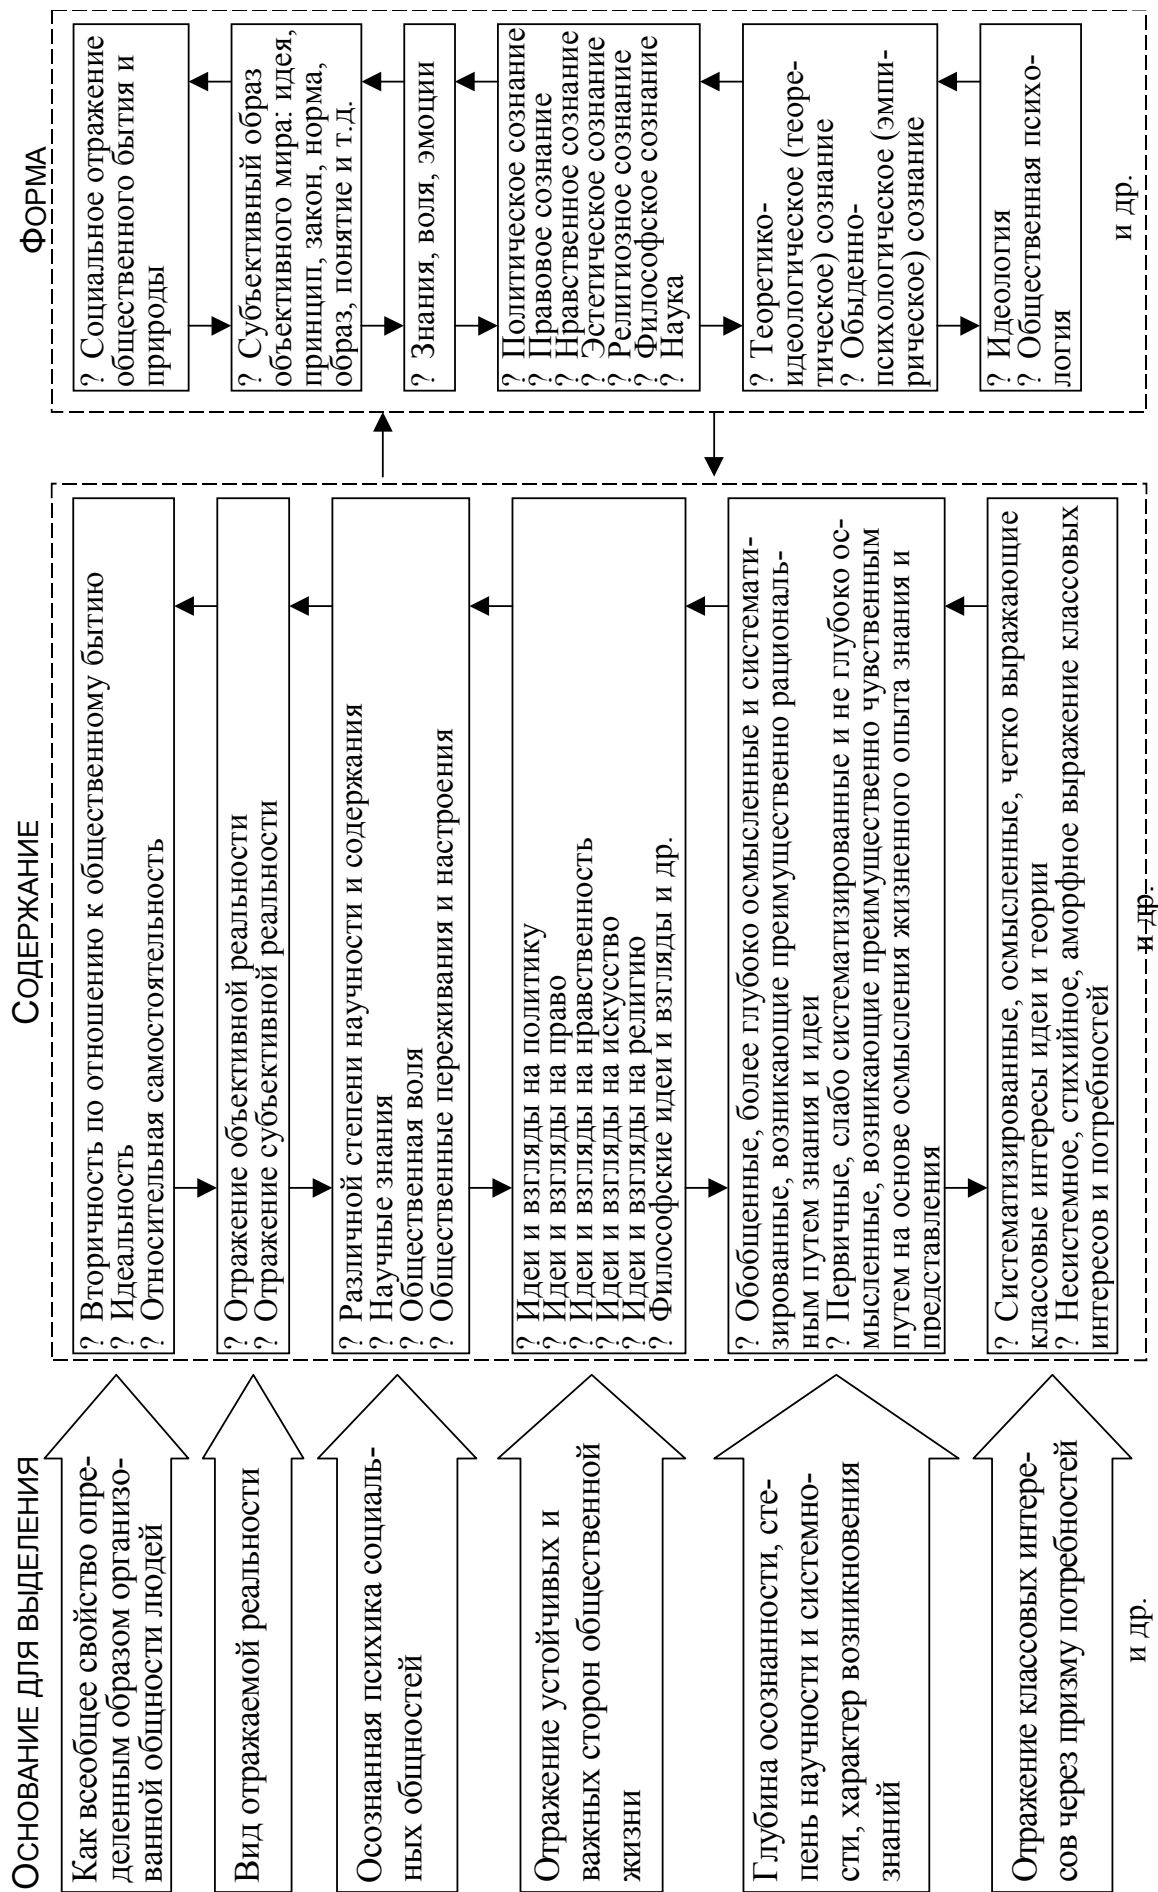 ОСНОВАНИЕ ДЛЯ ВЫДЕЛЕНИЯ
СОДЕРЖАНИЕ
ФОРМА
Как всеобщее свойство опре-
деленным образом организо-
ванной общности людей
? Вторичность по отношению к общественному бытию
? Идеальность
? Относительная самостоятельность
? Социальное отражение
общественного бытия и
природы
Вид отражаемой реальности
? Отражение объективной реальности
Отражение субъективной реальности
? Субъективный образ
объективного мира: идея,
принцип, закон, норма,
образ, понятие и т.д.
Осознанная психика социаль-
ных общностей
? Различной степени научности и содержания
? Научные знания
? Общественная воля
? Общественные переживания и настроения
? Знания, воля, эмоции
Отражение устойчивых и
важных сторон общественной
жизни
? Идеи и взгляды на политику
? Идеи и взгляды на право
? Идеи и взгляды на нравственность
? Идеи и взгляды на искусство
? Идеи и взгляды на религию
? Философские идеи и взгляды и др.
? Политическое сознание
? Правовое сознание
? Нравственное сознание
? Эстетическое сознание
? Религиозное сознание
? Философское сознание
? Наука
Глубина осознанности, сте-
пень научности и системно-
сти, характер возникновения
знаний
? Обобщенные, более глубоко осмысленные и системати-
зированные, возникающие преимущественно рациональ-
ным путем знания и идеи
? Первичные, слабо систематизированные и не глубоко ос-
мысленные, возникающие преимущественно чувственным
путем на основе осмысления жизненного опыта знания и
представления
? Теоретико-
идеологическое (теоре-
тическое) сознание
? Обыденно-
психологическое (эмпи-
рическое) сознание
Отражение классовых интере-
сов через призму потребностей
? Систематизированные, осмысленные, четко выражающие
классовые интересы идеи и теории
? Несистемное, стихийное, аморфное выражение классовых
интересов и потребностей
? Идеология
? Общественная психо-
логия
и др.
и др.
и др.